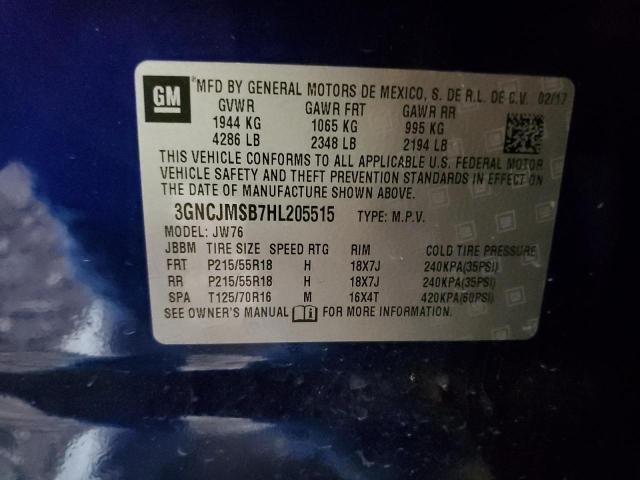 GM
MFD BY GENERAL MOTORS DE MEXICO, S. DE R.L. DE C.V. 02/17
GVWR GAWR FRT GAWR RR
1944 KG 1065 KG 995 KG
4286 LB 2348 LB 2194 LB
THIS VEHICLE CONFORMS TO ALL APPLICABLE U.S. FEDERAL MOTOR
VEHICLE SAFETY AND THEFT PREVENTION STANDARDS IN EFFECT ON
THE DATE OF MANUFACTURE SHOWN ABOVE.
3GNCJMSB7HL205515 TYPE: M.P.V.
MODEL: JW76
JBBM TIRE SIZE SPEED RTG RIM COLD TIRE PRESSURE
FRT P215/55R18 H 18X7J 240KPA(35PSI)
RR P215/55R18 H 18X7J 240KPA(35PSI)
SPA T125/70R16 M 16X4T 420KPA(60PSI)
SEE OWNER'S MANUAL FOR MORE INFORMATION.